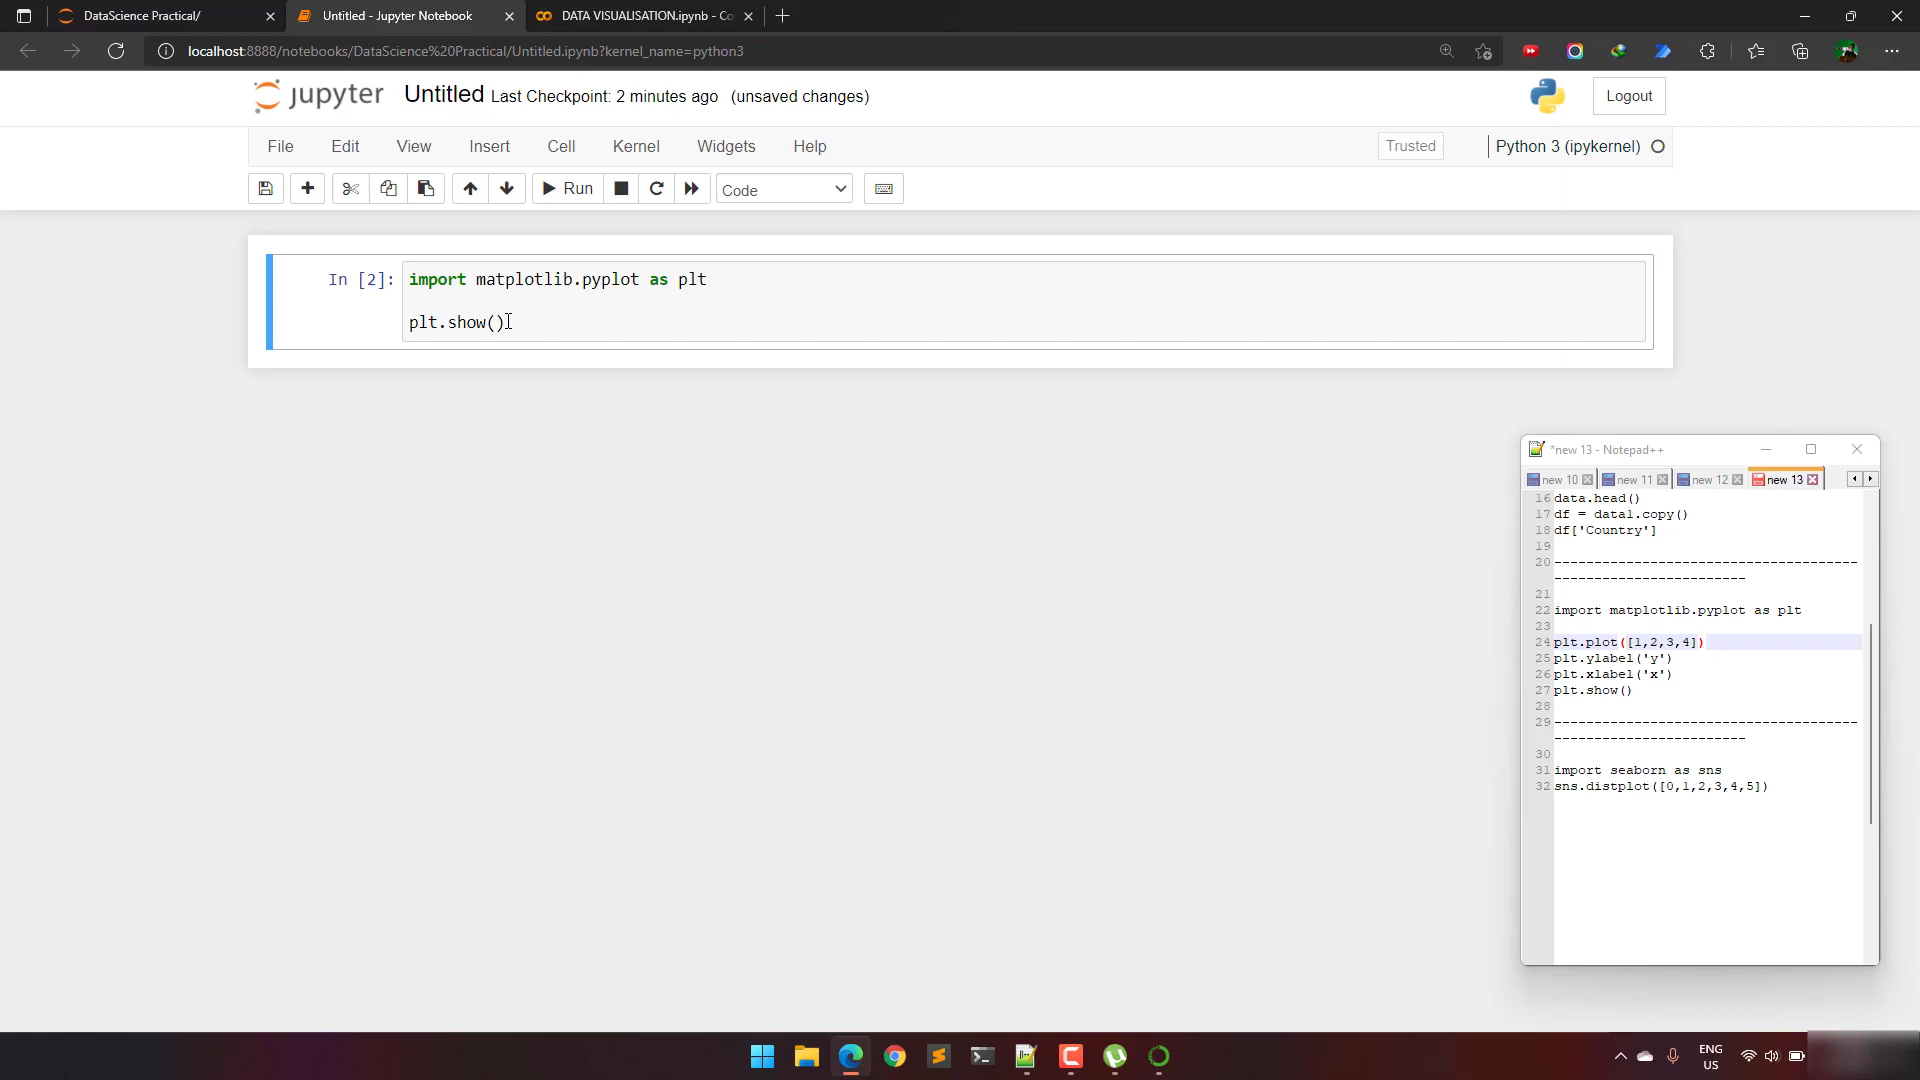 DataScience Practical/
Untitled - Jupyter Notebook
DATA VISUALISATION.ipynb - Co
localhost:8888/notebooks/DataScience%20Practical/Untitled.ipynb?kernel_name=python3
jupyter Untitled Last Checkpoint: 2 minutes ago (unsaved changes)
Logout
File Edit View Insert Cell Kernel Widgets Help
Trusted
Python 3 (ipykernel)
Run
Code
In [2]: import matplotlib.pyplot as plt
plt.show()
*new 13 - Notepad++
new 10 new 11 new 12 new 13
16 data.head()
17 df = data1.copy()
18 df['Country']
19
20 --------------------------------------
------------------------
21
22 import matplotlib.pyplot as plt
23
24 plt.plot([1,2,3,4])
25 plt.ylabel('y')
26 plt.xlabel('x')
27 plt.show()
28
29 --------------------------------------
------------------------
30
31 import seaborn as sns
32 sns.distplot([0,1,2,3,4,5])
ENG
US